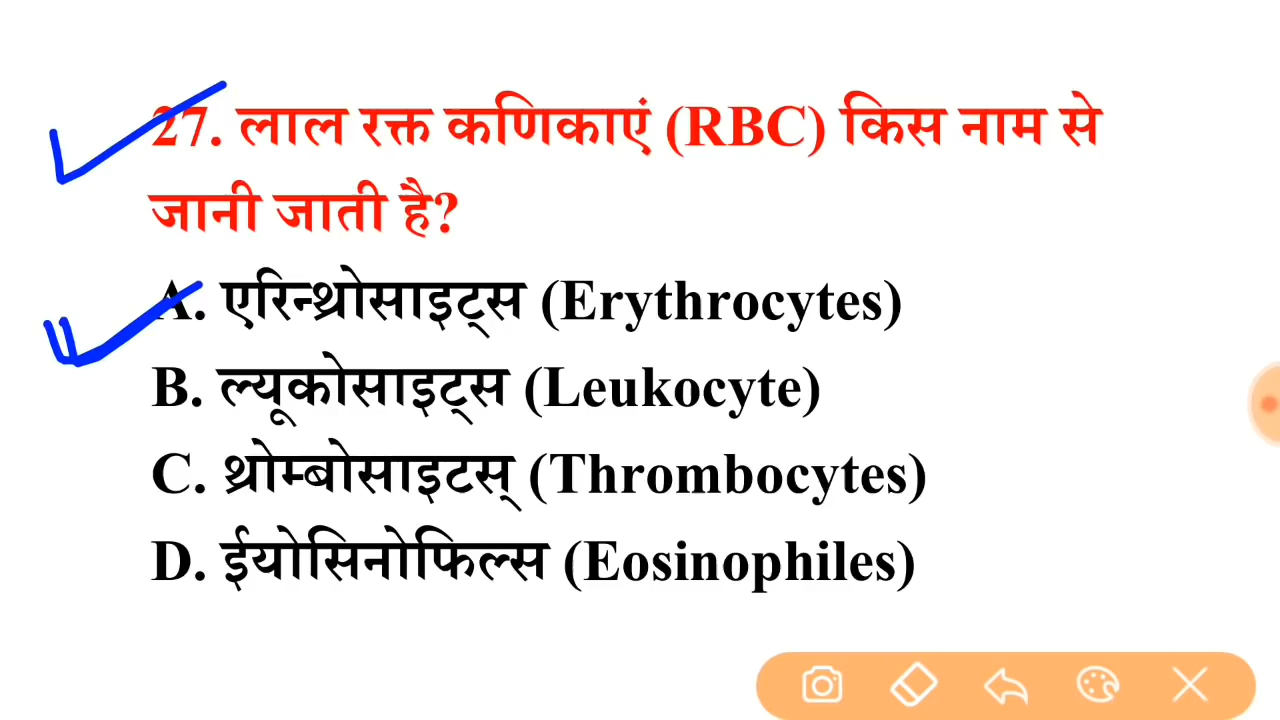 27. लाल रक्त कणिकाएं (RBC) किस नाम से
जानी जाती है?
A. एरिन्थ्रोसाइट्स (Erythrocytes)
B. ल्यूकोसाइट्स (Leukocyte)
C. थ्रोम्बोसाइटस् (Thrombocytes)
D. ईयोसिनोफिल्स (Eosinophiles)